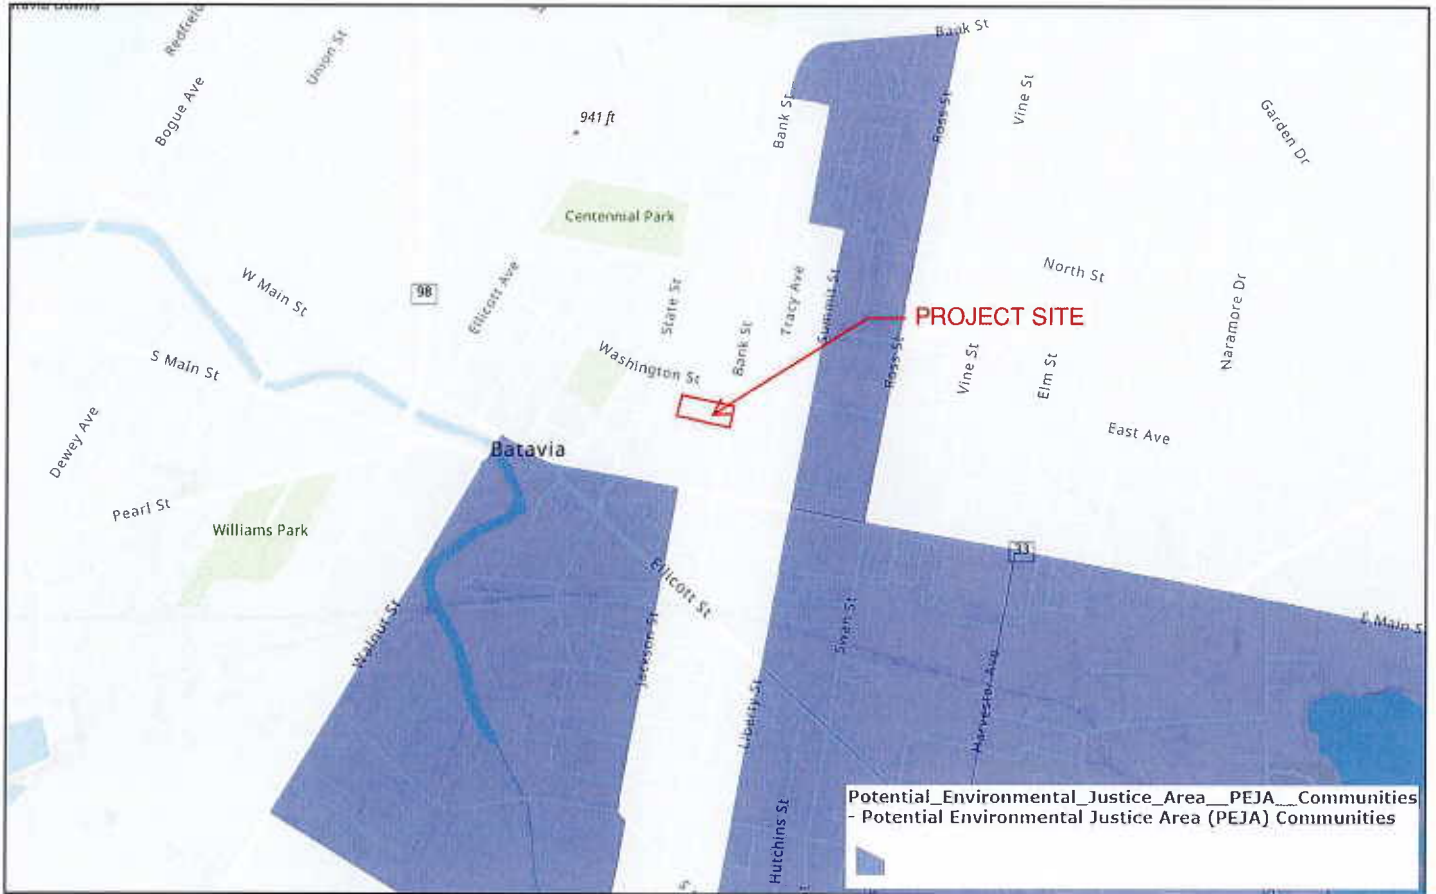 Batavia Downs
Redfield
Union St
Bogue Ave
941 ft
Bank St
Bank St
Ross St
Vine St
Garden Dr
Centennial Park
W Main St
98
Ellicott Ave
State St
Tracy Ave
Summit St
North St
Naramore Dr
PROJECT SITE
S Main St
Washington St
Bank St
Ross St
Vine St
Elm St
Dewey Ave
East Ave
Batavia
Pearl St
Williams Park
33
Ellicott St
Walnut St
Jackson St
Swan St
E Main St
Liberty St
Harvester Ave
Hutchins St
Potential_Environmental_Justice_Area__PEJA__Communities
- Potential Environmental Justice Area (PEJA) Communities